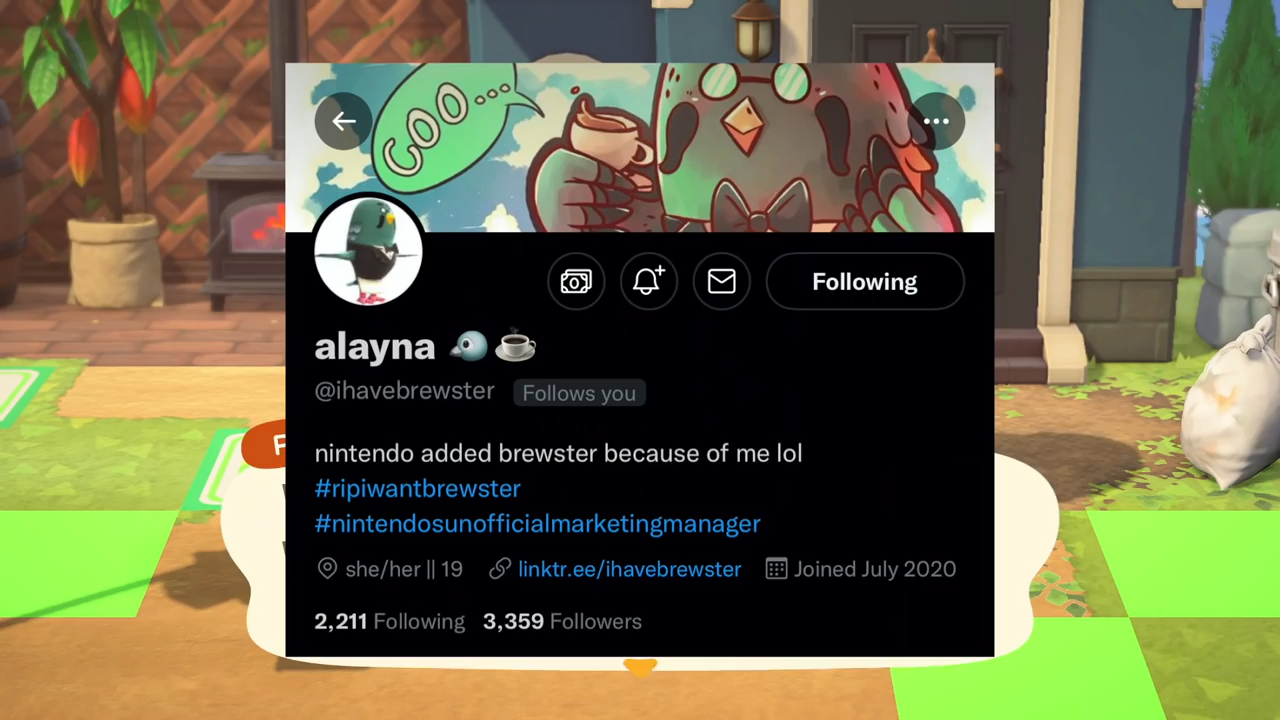 COO...
Following
alayna
@ihavebrewster Follows you
nintendo added brewster because of me lol
#ripiwantbrewster
#nintendosunofficialmarketingmanager
she/her || 19 linktr.ee/ihavebrewster Joined July 2020
2,211 Following 3,359 Followers